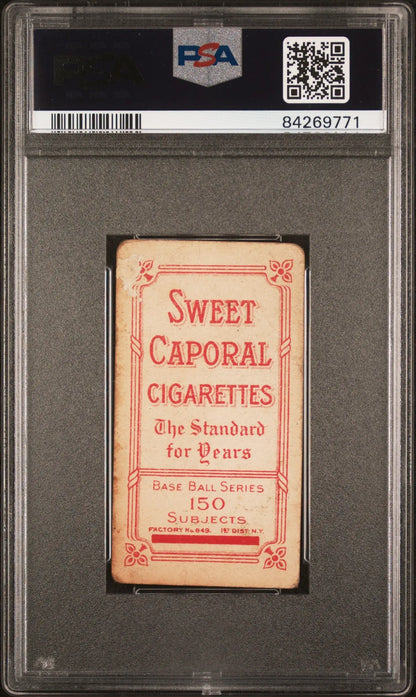 PSA
84269771
SWEET
CAPORAL
CIGARETTES
The Standard
for Years
BASE BALL SERIES
150
SUBJECTS
FACTORY No. 649. 1ST DIST. N.Y.